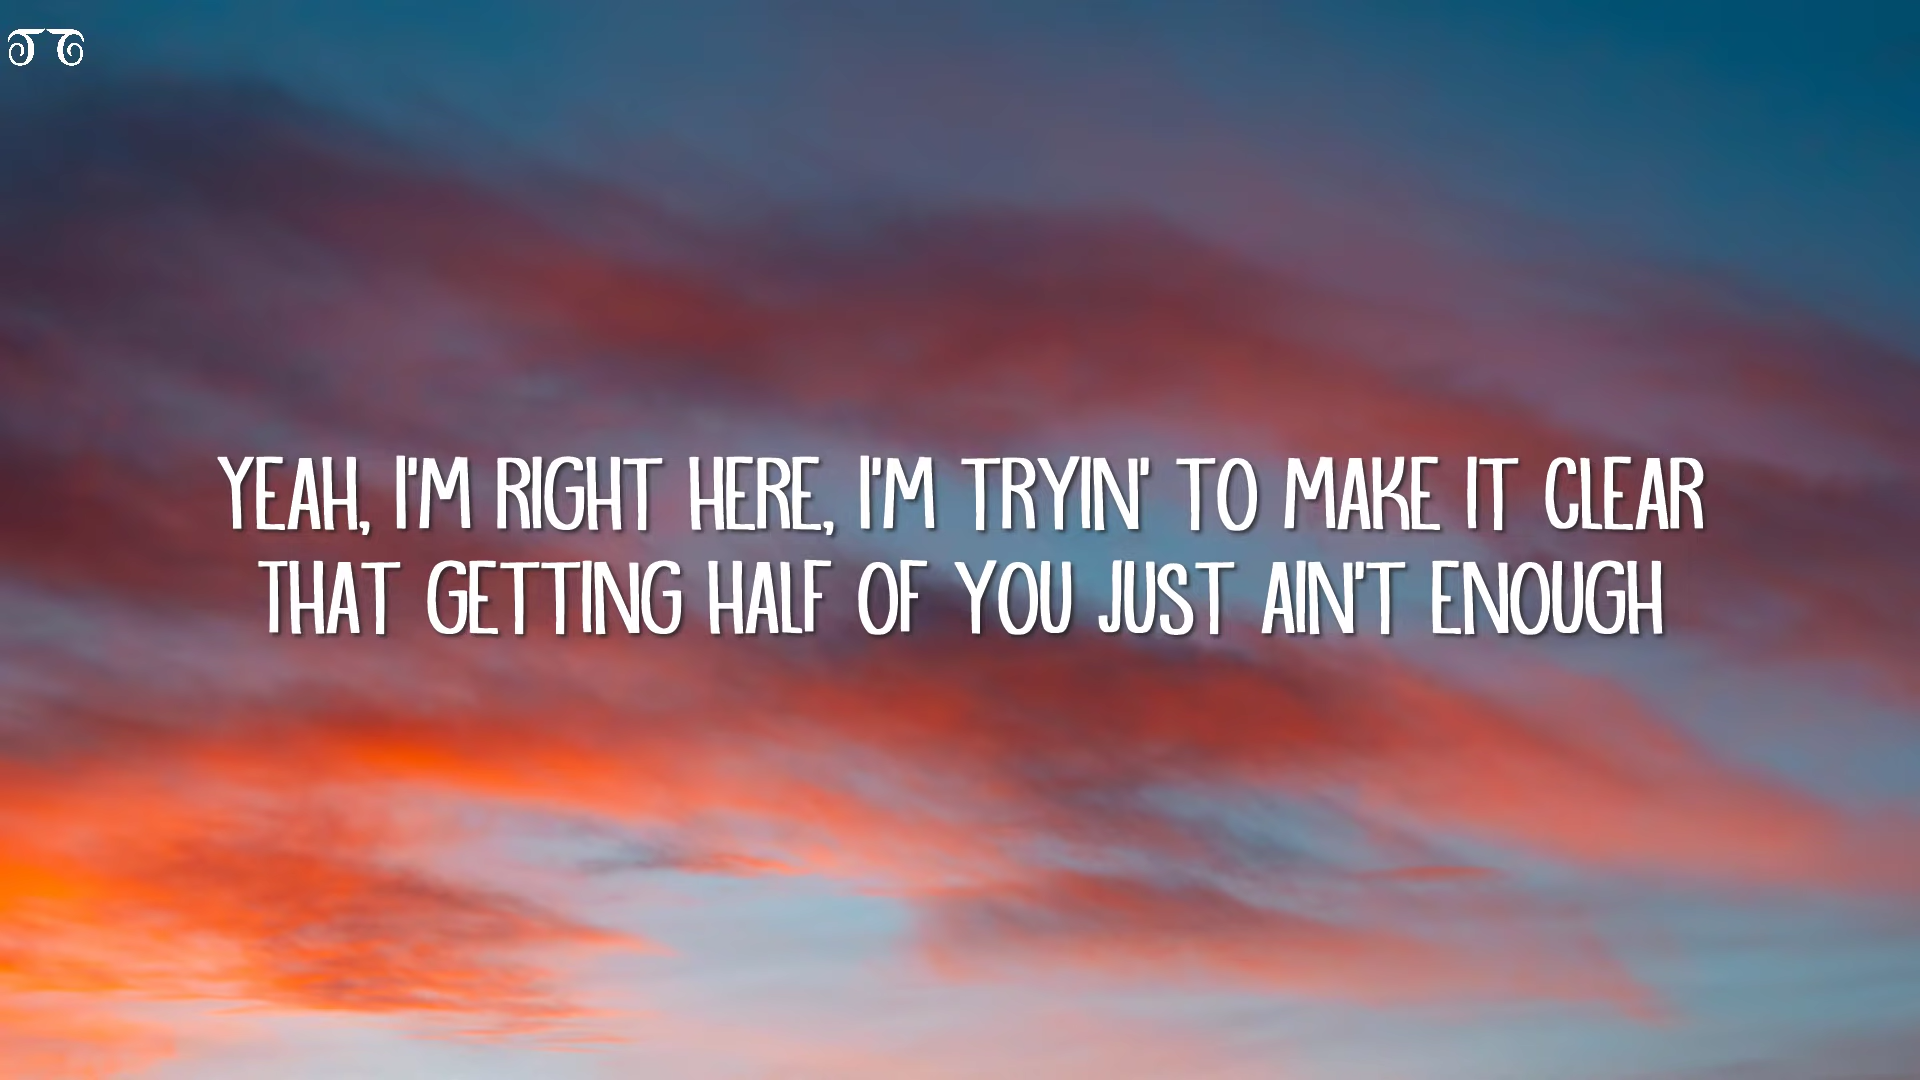 YEAH, I'M RIGHT HERE, I'M TRYIN' TO MAKE IT CLEAR
THAT GETTING HALF OF YOU JUST AIN'T ENOUGH